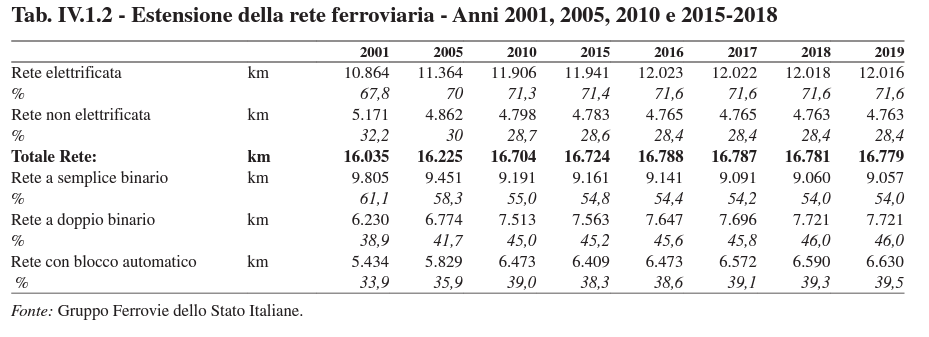 Tab. IV.1.2 - Estensione della rete ferroviaria - Anni 2001, 2005, 2010 e 2015-2018
2001 2005 2010 2015 2016 2017 2018 2019
Rete elettrificata km 10.864 11.364 11.906 11.941 12.023 12.022 12.018 12.016
% 67,8 70 71,3 71,4 71,6 71,6 71,6 71,6
Rete non elettrificata km 5.171 4.862 4.798 4.783 4.765 4.765 4.763 4.763
% 32,2 30 28,7 28,6 28,4 28,4 28,4 28,4
Totale Rete: km 16.035 16.225 16.704 16.724 16.788 16.787 16.781 16.779
Rete a semplice binario km 9.805 9.451 9.191 9.161 9.141 9.091 9.060 9.057
% 61,1 58,3 55,0 54,8 54,4 54,2 54,0 54,0
Rete a doppio binario km 6.230 6.774 7.513 7.563 7.647 7.696 7.721 7.721
% 38,9 41,7 45,0 45,2 45,6 45,8 46,0 46,0
Rete con blocco automatico km 5.434 5.829 6.473 6.409 6.473 6.572 6.590 6.630
% 33,9 35,9 39,0 38,3 38,6 39,1 39,3 39,5
Fonte: Gruppo Ferrovie dello Stato Italiane.